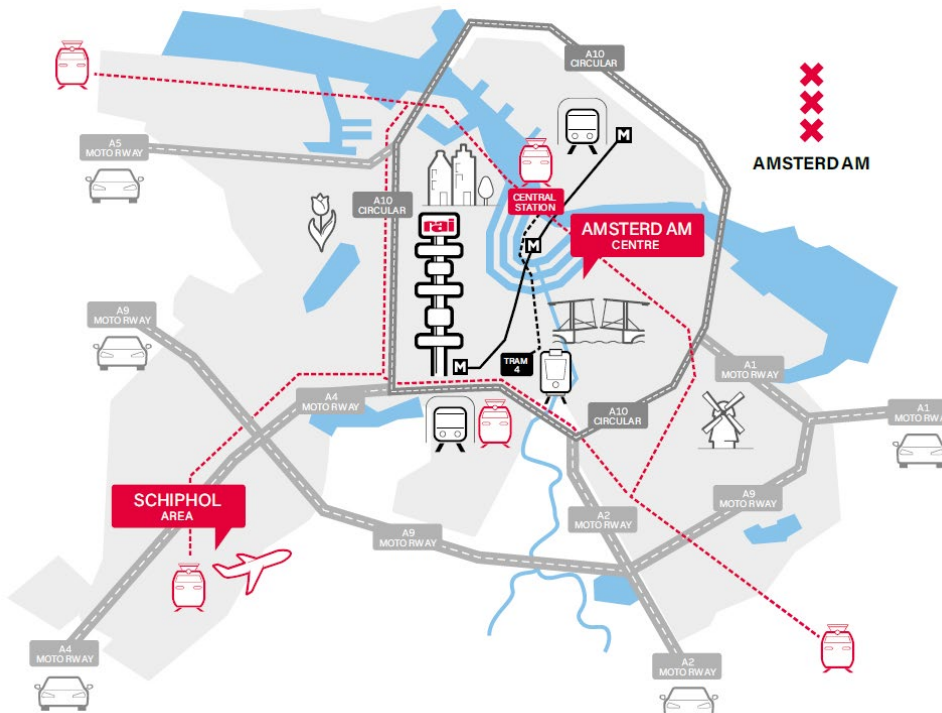 A10
CIRCULAR
AMSTERDAM
A5
MOTORWAY
M
CENTRAL
STATION
A10
CIRCULAR
rai
AMSTERDAM
CENTRE
M
A9
MOTORWAY
TRAM
4
M
A1
MOTORWAY
A4
MOTORWAY
A10
CIRCULAR
A1
MOTORWAY
SCHIPHOL
AREA
A9
MOTORWAY
A2
MOTORWAY
A9
MOTORWAY
A4
MOTORWAY
A2
MOTORWAY